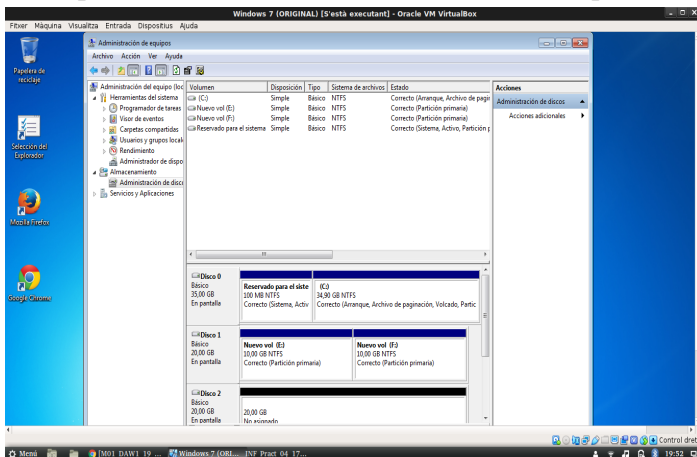 Windows 7 (ORIGINAL) [S'està executant] - Oracle VM VirtualBox
Fitxer Màquina Visualitza Entrada Dispositius Ajuda
Papelera de reciclaje
Selección del Explorador
Mozilla Firefox
Google Chrome
Administración de equipos
Archivo Acción Ver Ayuda
Administración del equipo (loc
Herramientas del sistema
Programador de tareas
Visor de eventos
Carpetas compartidas
Usuarios y grupos locale
Rendimiento
Administrador de dispo
Almacenamiento
Administración de disco
Servicios y Aplicaciones
Volumen Disposición Tipo Sistema de archivos Estado
(C:) Simple Básico NTFS Correcto (Arranque, Archivo de pagin
Nuevo vol (E:) Simple Básico NTFS Correcto (Partición primaria)
Nuevo vol (F:) Simple Básico NTFS Correcto (Partición primaria)
Reservado para el sistema Simple Básico NTFS Correcto (Sistema, Activo, Partición p
Acciones
Administración de discos
Acciones adicionales
Disco 0
Básico
35,00 GB
En pantalla
Reservado para el siste
100 MB NTFS
Correcto (Sistema, Activ
(C:)
34,90 GB NTFS
Correcto (Arranque, Archivo de paginación, Volcado, Partic
Disco 1
Básico
20,00 GB
En pantalla
Nuevo vol (E:)
10,00 GB NTFS
Correcto (Partición primaria)
Nuevo vol (F:)
10,00 GB NTFS
Correcto (Partición primaria)
Disco 2
Básico
20,00 GB
En pantalla
20,00 GB
No asignado
Control dret
Menú [M01 DAW1 19 ... Windows 7 (ORI... INF Pract 04 17... 19:52